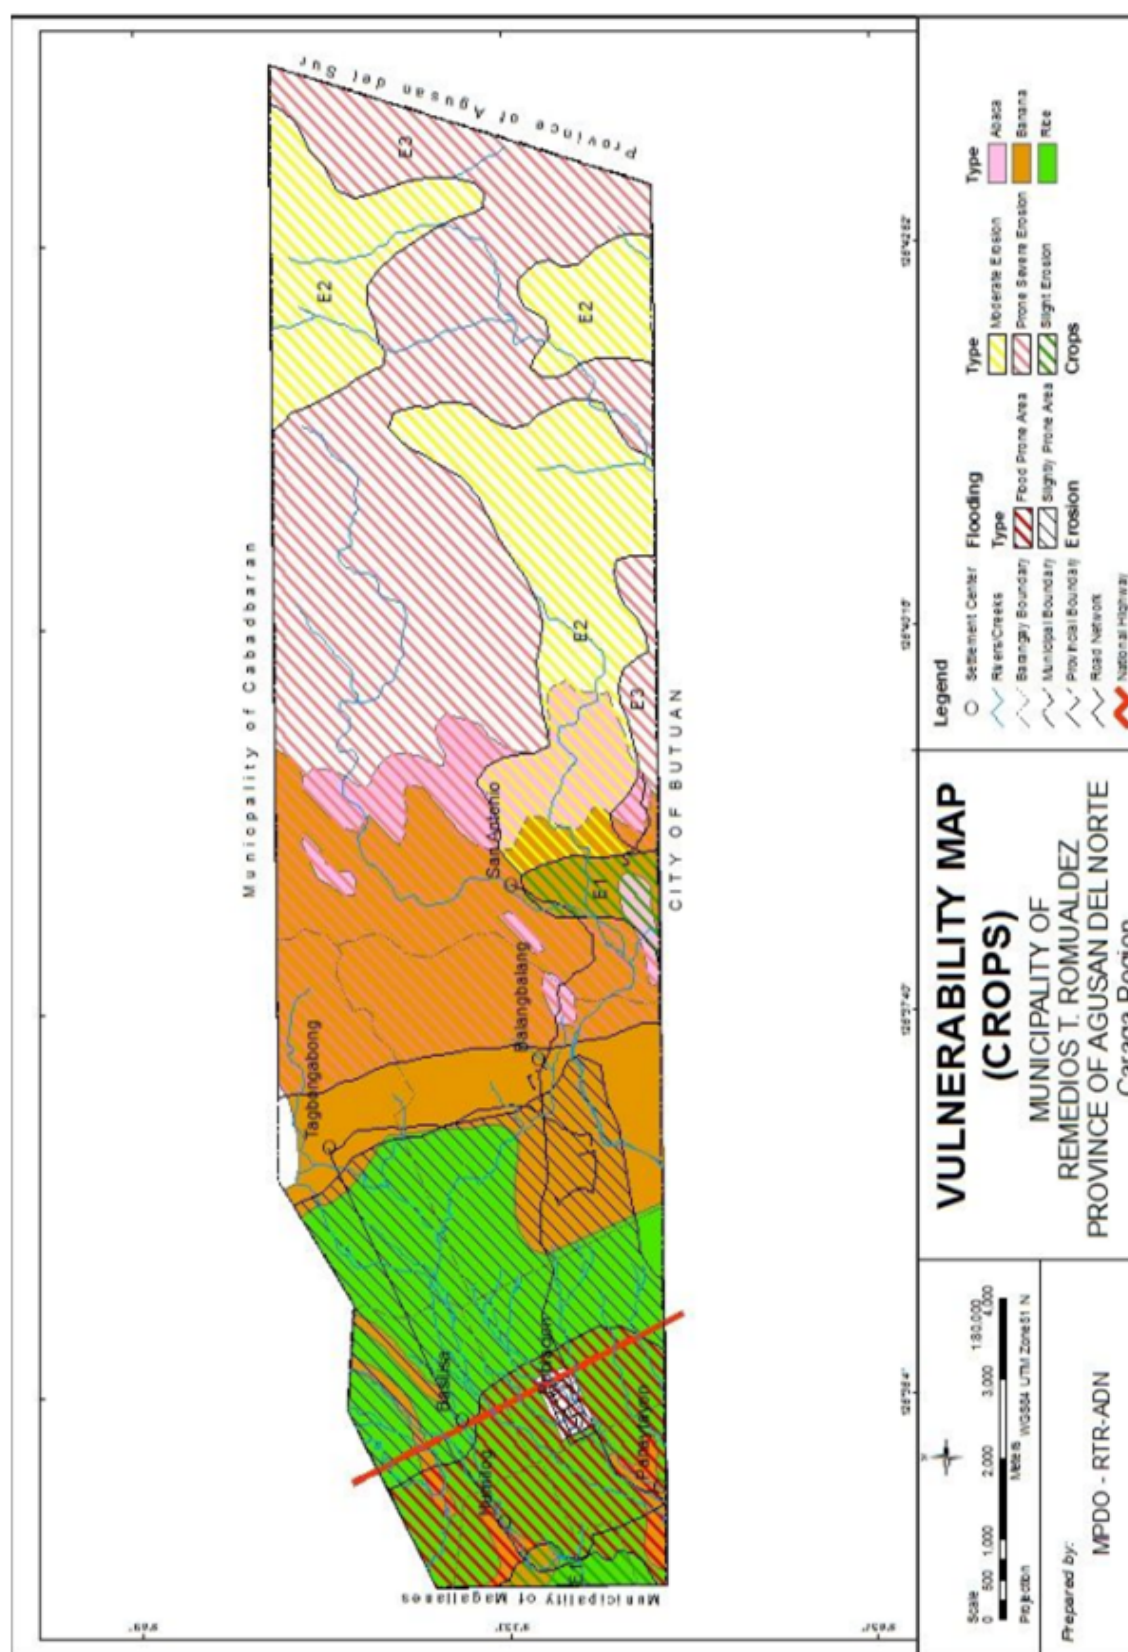 Province of Agusan del Sur
Municipality of Cabadbaran
CITY OF BUTUAN
Municipality of Magallanes
E3
E2
E2
E2
E3
E1
San Antonio
Balangbalang
Tagbongabong
Basilisa
Humilog
VULNERABILITY MAP
(CROPS)
MUNICIPALITY OF
REMEDIOS T. ROMUALDEZ
PROVINCE OF AGUSAN DEL NORTE
Caraga Region
Legend
Settlement Center
Rivers/Creeks
Barangay Boundary
Municipal Boundary
Provincial Boundary
Road Network
National Highway
Flooding
Type
Flood Prone Area
Slightly Prone Area
Erosion
Type
Moderate Erosion
Prone Severe Erosion
Slight Erosion
Crops
Type
Abaca
Banana
Rice
Scale
1:80,000
0 500 1,000 2,000 3,000 4,000
Meters
Projection
WGS84 UTM Zone 51 N
Prepared by:
MPDO - RTR-ADN